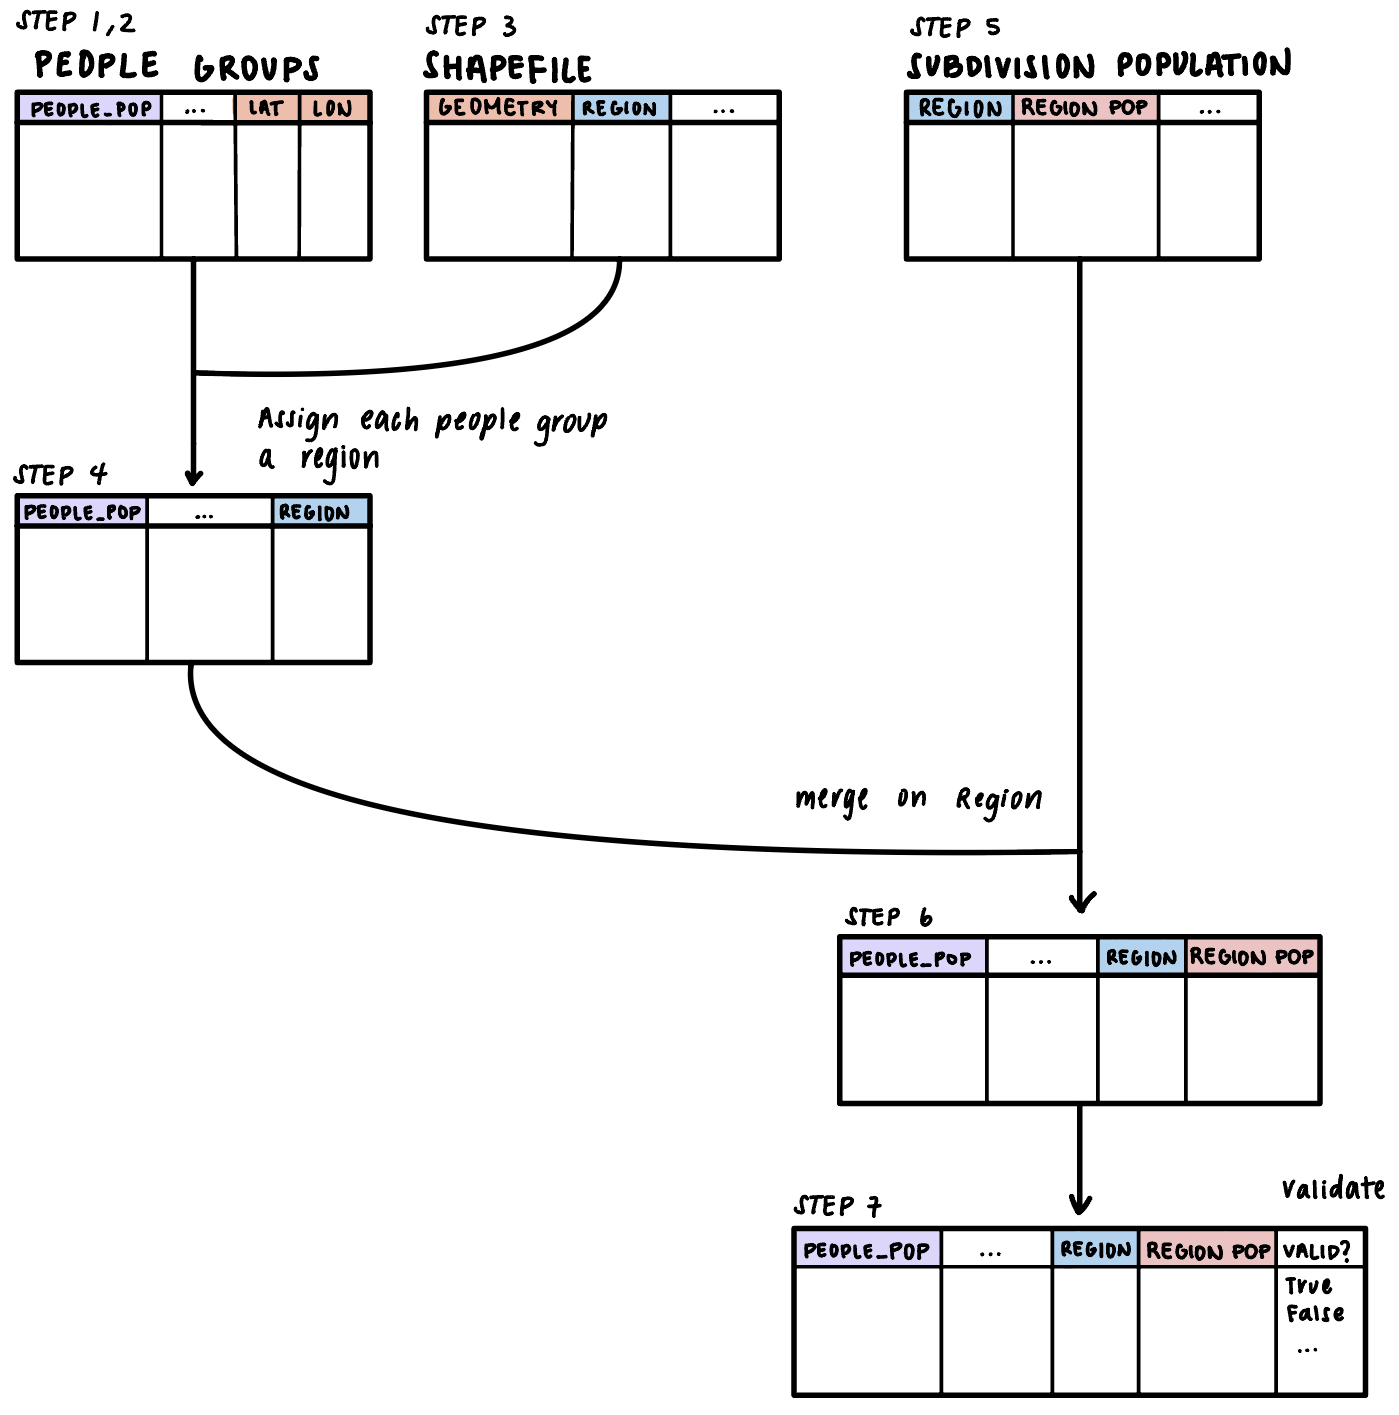 STEP 1,2
PEOPLE GROUPS
PEOPLE_POP ... LAT LON
STEP 3
SHAPEFILE
GEOMETRY REGION ...
STEP 5
SUBDIVISION POPULATION
REGION REGION POP ...
Assign each people group
a region
STEP 4
PEOPLE_POP ... REGION
merge on Region
STEP 6
PEOPLE_POP ... REGION REGION POP
validate
STEP 7
PEOPLE_POP ... REGION REGION POP VALID?
True
False
...